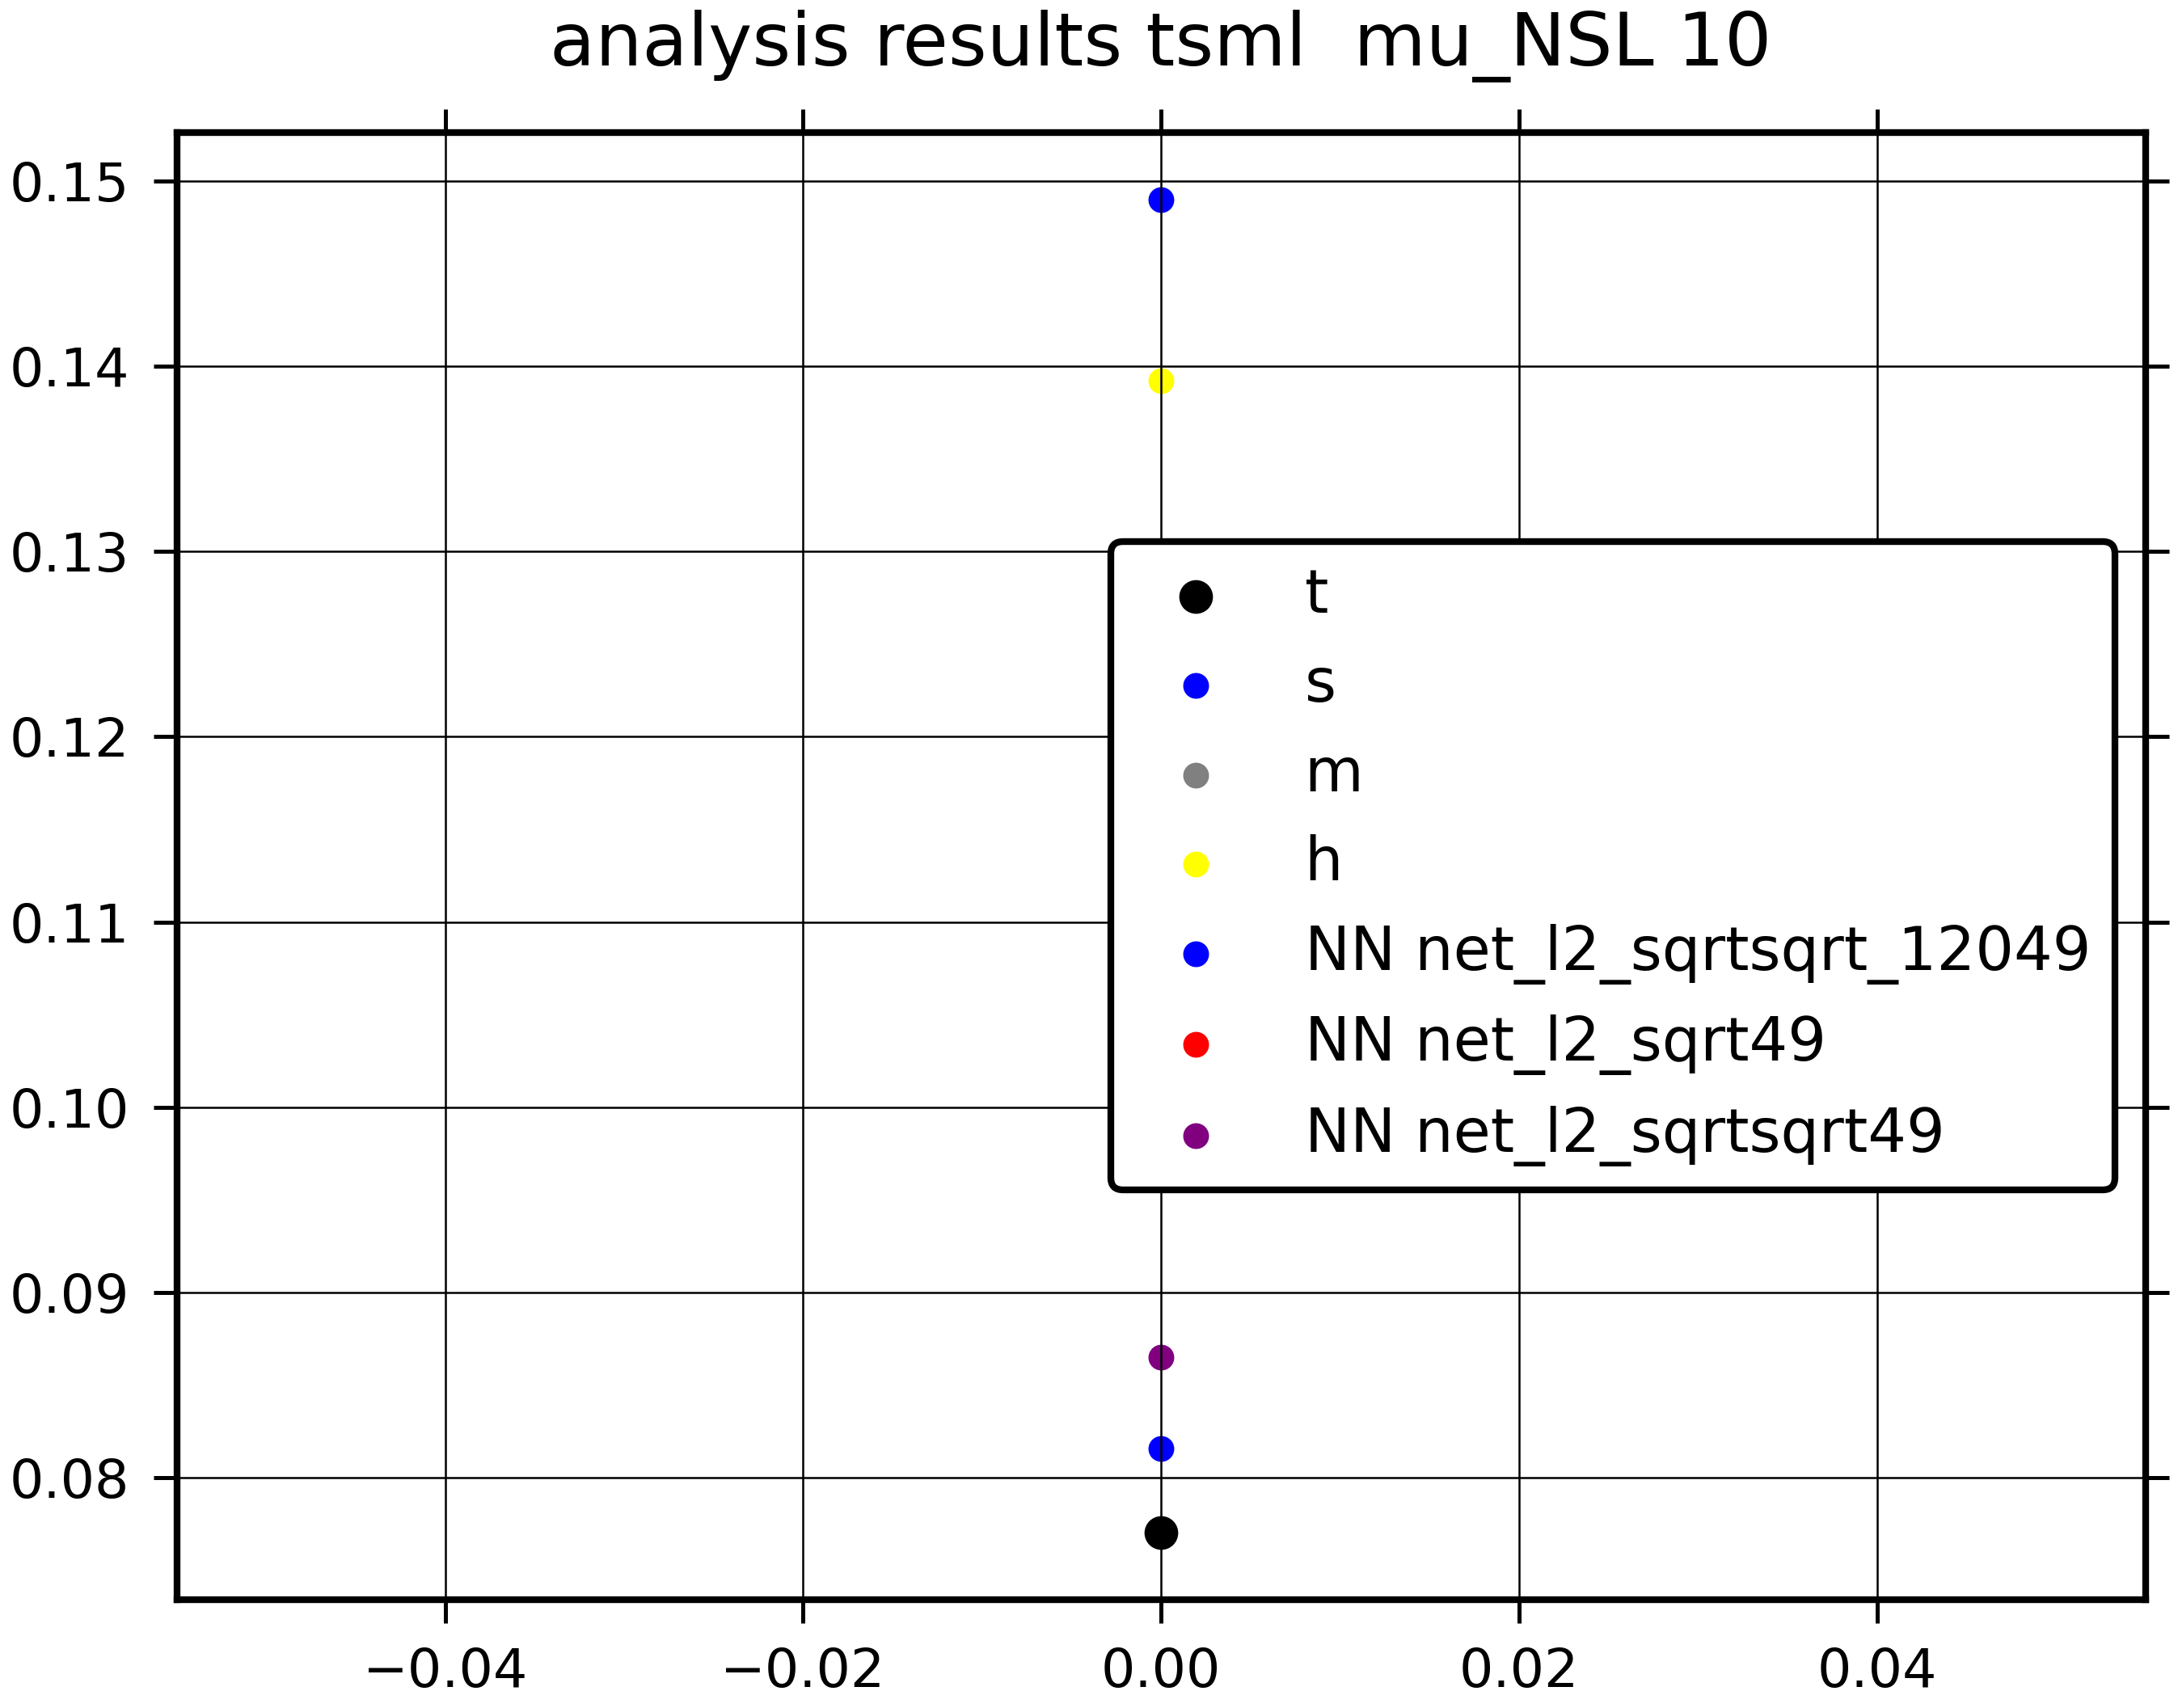 analysis results tsml  mu_NSL 10
0.15
0.14
0.13
0.12
0.11
0.10
0.09
0.08
t
s
m
h
NN net_l2_sqrtsqrt_12049
NN net_l2_sqrt49
NN net_l2_sqrtsqrt49
−0.04 −0.02 0.00 0.02 0.04